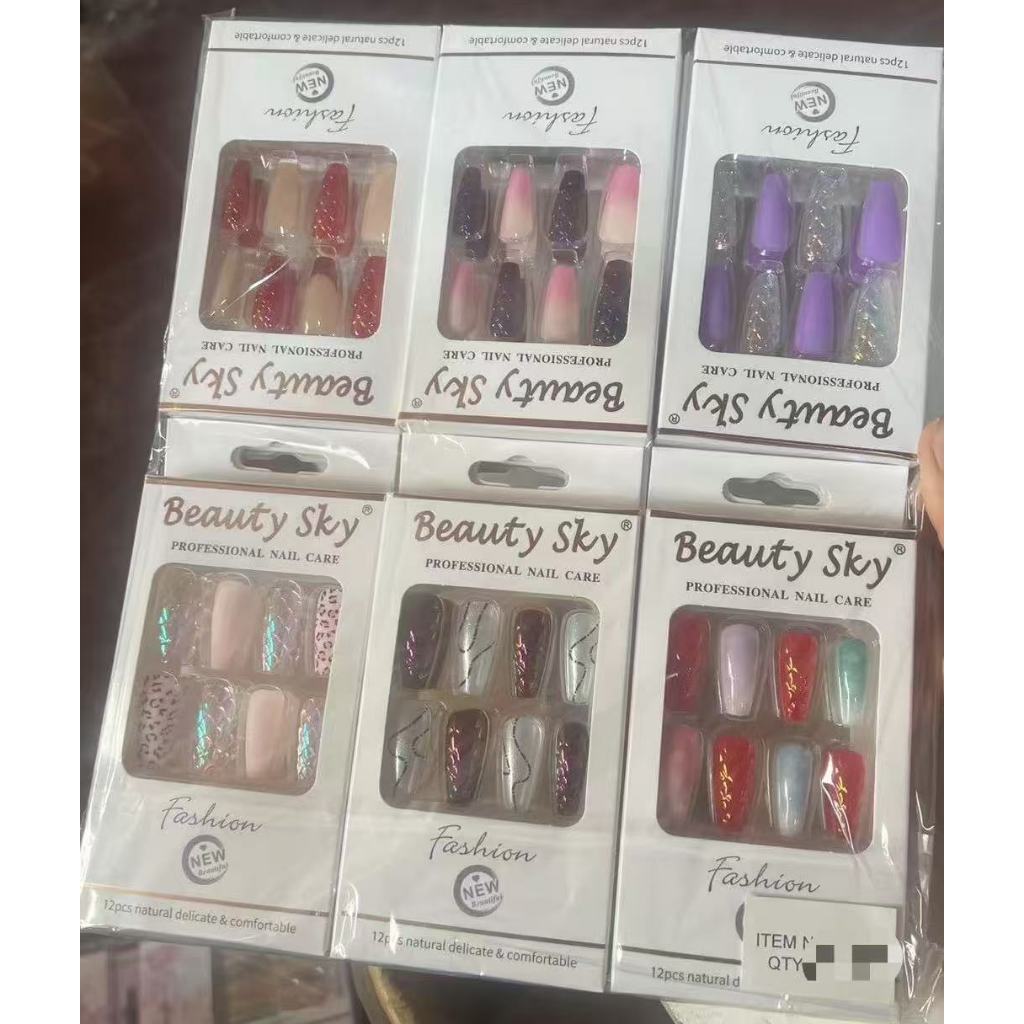 12pcs natural delicate & comfortable
NEW
Beautiful
Fashion
PROFESSIONAL NAIL CARE
Beauty Sky®
12pcs natural delicate & comfortable
NEW
Beautiful
Fashion
PROFESSIONAL NAIL CARE
Beauty Sky®
12pcs natural delicate & comfortable
NEW
Beautiful
Fashion
PROFESSIONAL NAIL CARE
Beauty Sky®
Beauty Sky®
PROFESSIONAL NAIL CARE
Fashion
NEW
Beautiful
12pcs natural delicate & comfortable
Beauty Sky®
PROFESSIONAL NAIL CARE
Fashion
NEW
Beautiful
12pcs natural delicate & comfortable
Beauty Sky®
PROFESSIONAL NAIL CARE
Fashion
12pcs natural d
ITEM
QTY